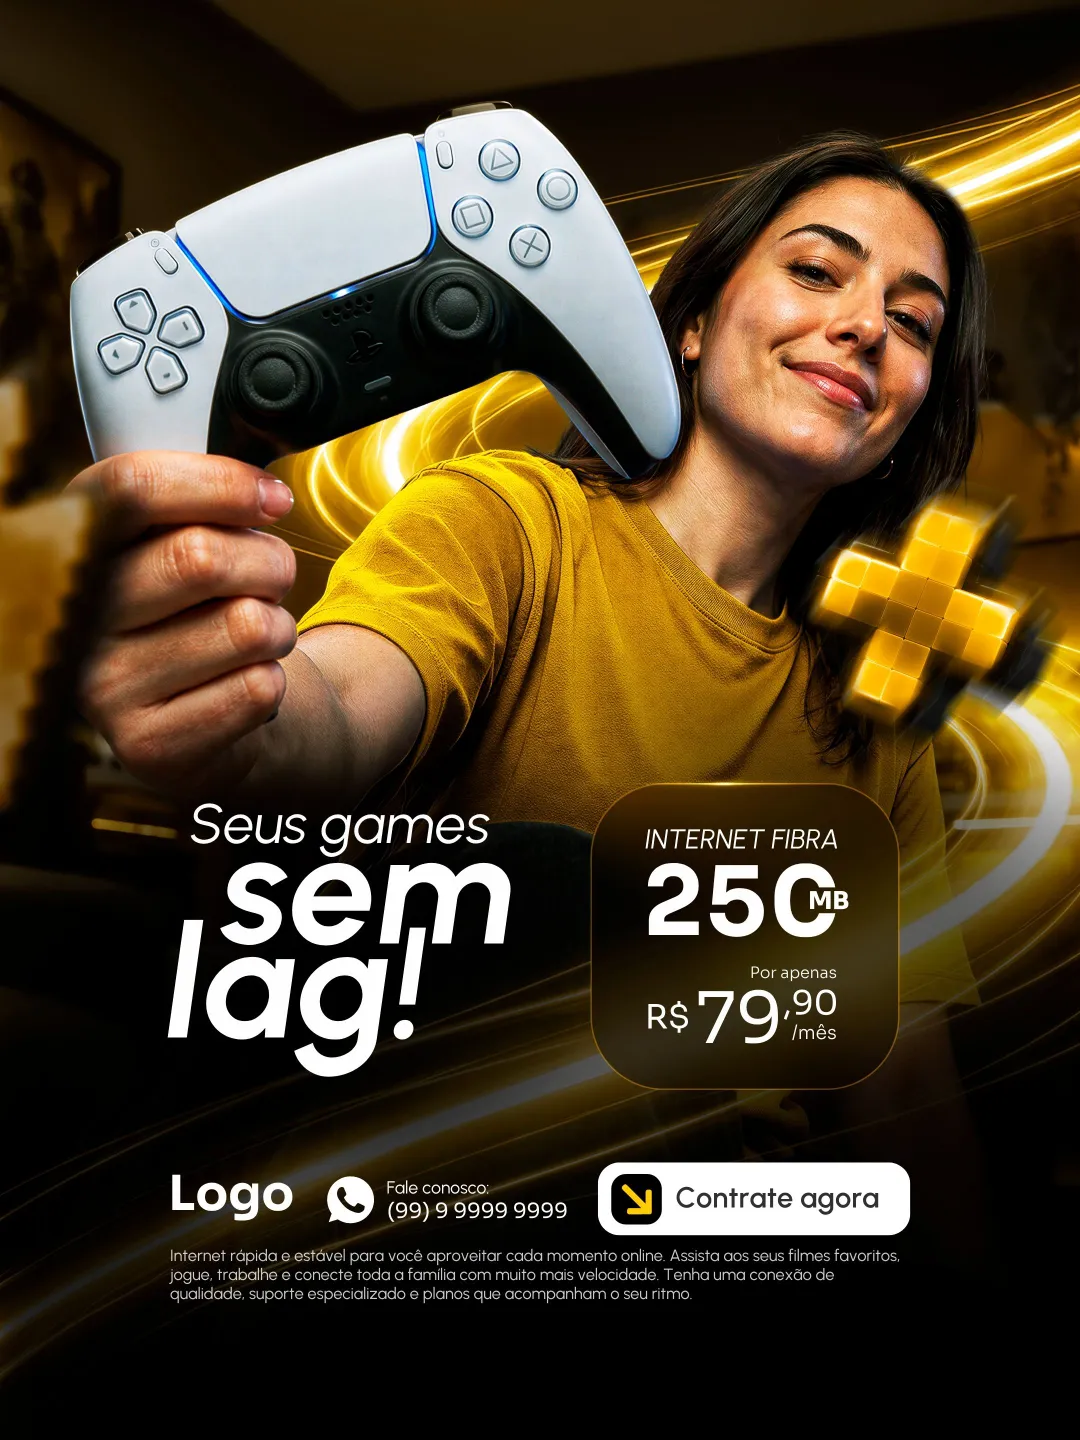 Seus games
sem
lag!
INTERNET FIBRA
250MB
Por apenas
R$79,90
/mês
Logo
Fale conosco:
(99) 9 9999 9999
Contrate agora
Internet rápida e estável para você aproveitar cada momento online. Assista aos seus filmes favoritos,
jogue, trabalhe e conecte toda a família com muito mais velocidade. Tenha uma conexão de
qualidade, suporte especializado e planos que acompanham o seu ritmo.